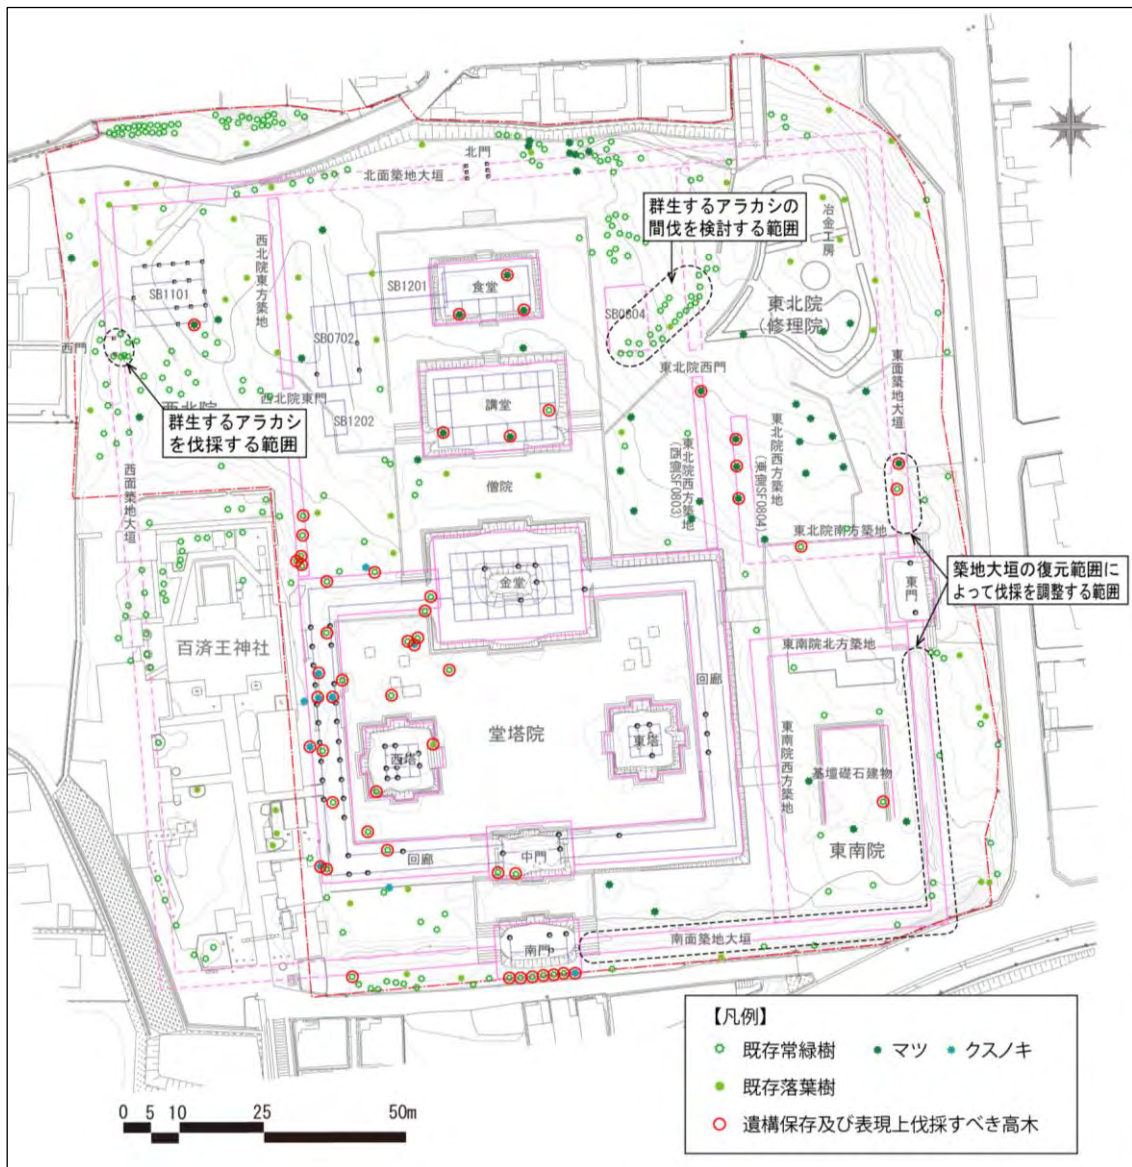 北門
北面築地大垣
群生するアラカシの
間伐を検討する範囲
冶金工房
西北院東方築地
SB1101
SB1201
食堂
SB0702
SB0804
東北院
（修理院）
西門
東北院西門
東面築地大垣
西北院東門
講堂
SB1202
西北院
群生するアラカシ
を伐採する範囲
西面築地大垣
僧院
東北院西方築地
（西側SF0803）
東北院西方築地
（東側SF0804）
東北院南方築地
金堂
東門
築地大垣の復元範囲に
よって伐採を調整する範囲
百済王神社
東南院北方築地
回廊
堂塔院
西塔
東塔
東南院西方築地
基壇礎石建物
東南院
回廊
中門
南門
南面築地大垣
【凡例】
既存常緑樹 マツ クスノキ
既存落葉樹
遺構保存及び表現上伐採すべき高木
0 5 10 25 50m